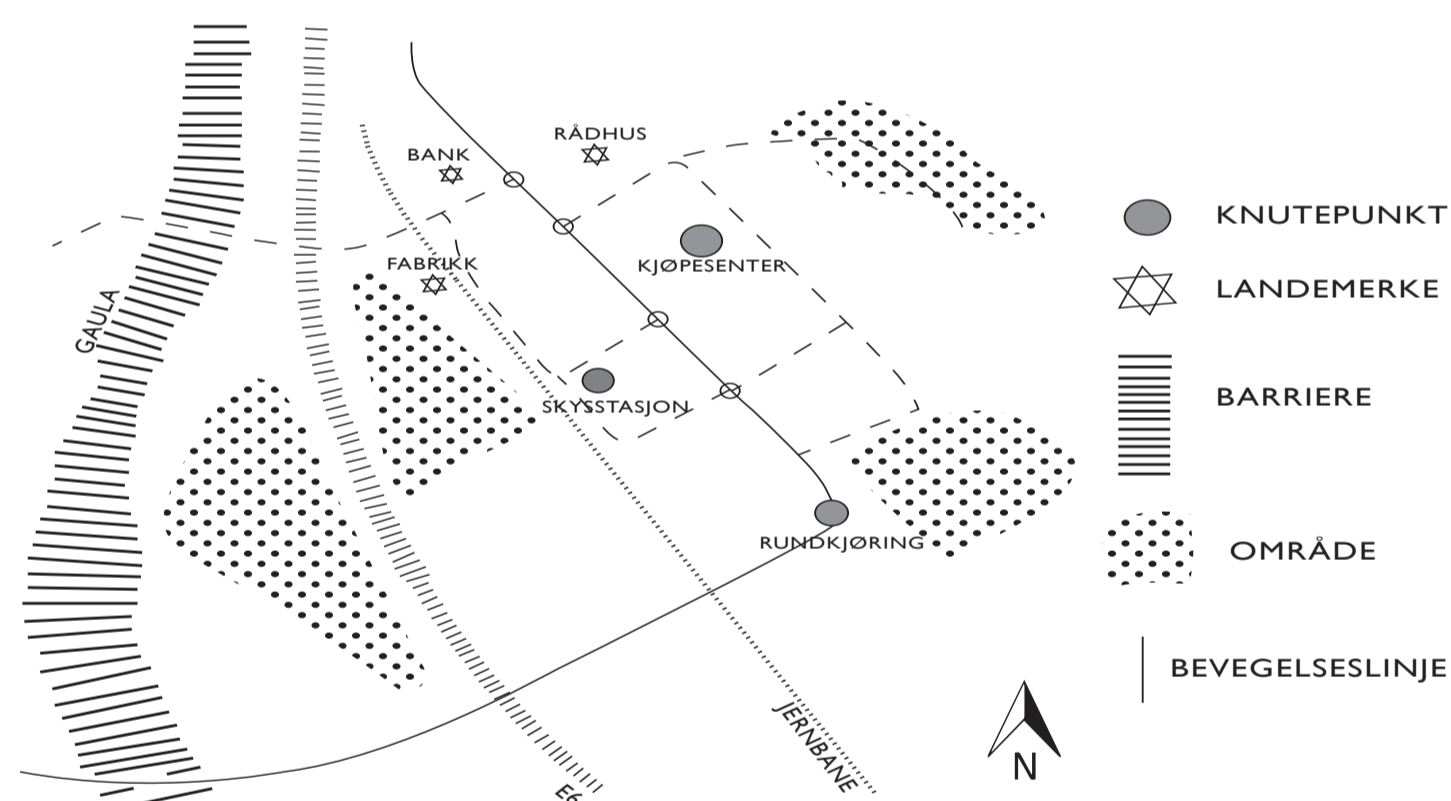 RÅDHUS
BANK
FABRIKK
KJØPESENTER
GAULA
SKYSSTASJON
RUNDKJØRING
JERNBANE
E6
KNUTEPUNKT
LANDEMERKE
BARRIERE
OMRÅDE
BEVEGELSESLINJE
N